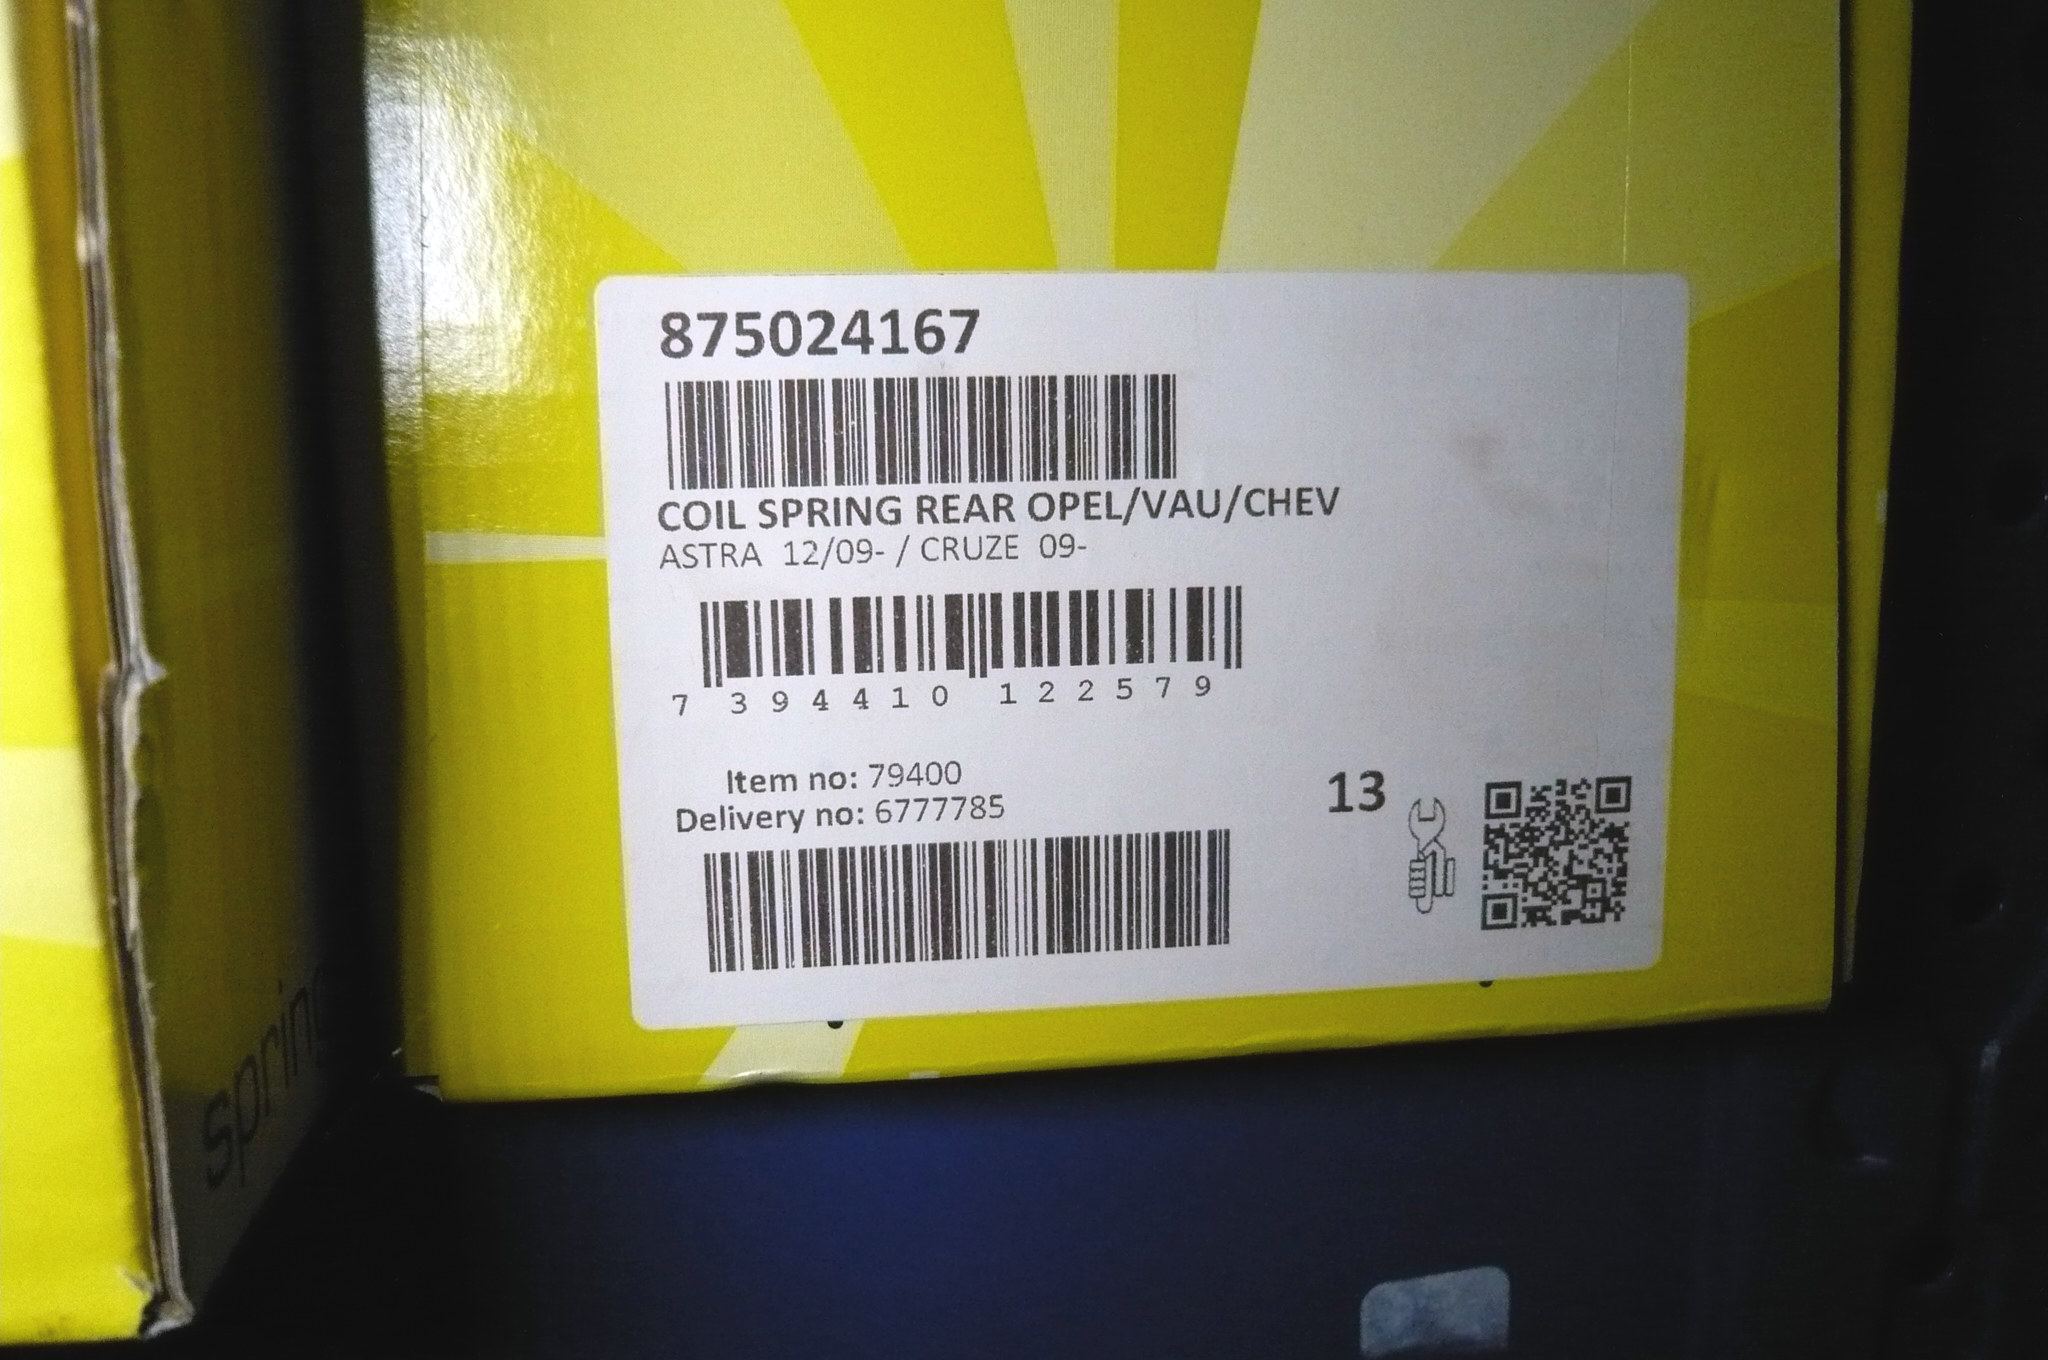 875024167
COIL SPRING REAR OPEL/VAU/CHEV
ASTRA 12/09- / CRUZE 09-
7 394410 122579
Item no: 79400
Delivery no: 6777785
13
spring